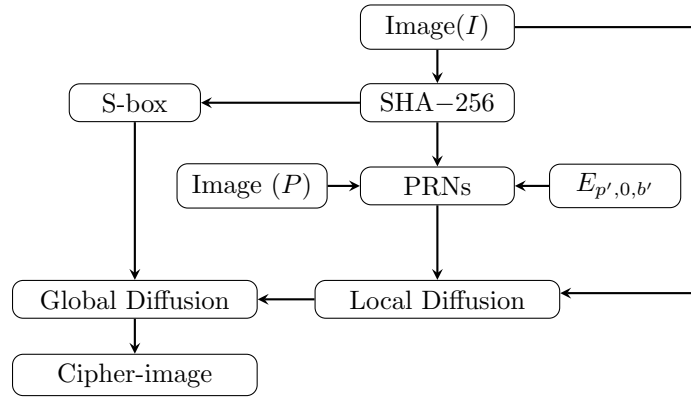 Image(I)
S-box
SHA−256
Image (P)
PRNs
E_{p′,0,b′}
Global Diffusion
Local Diffusion
Cipher-image